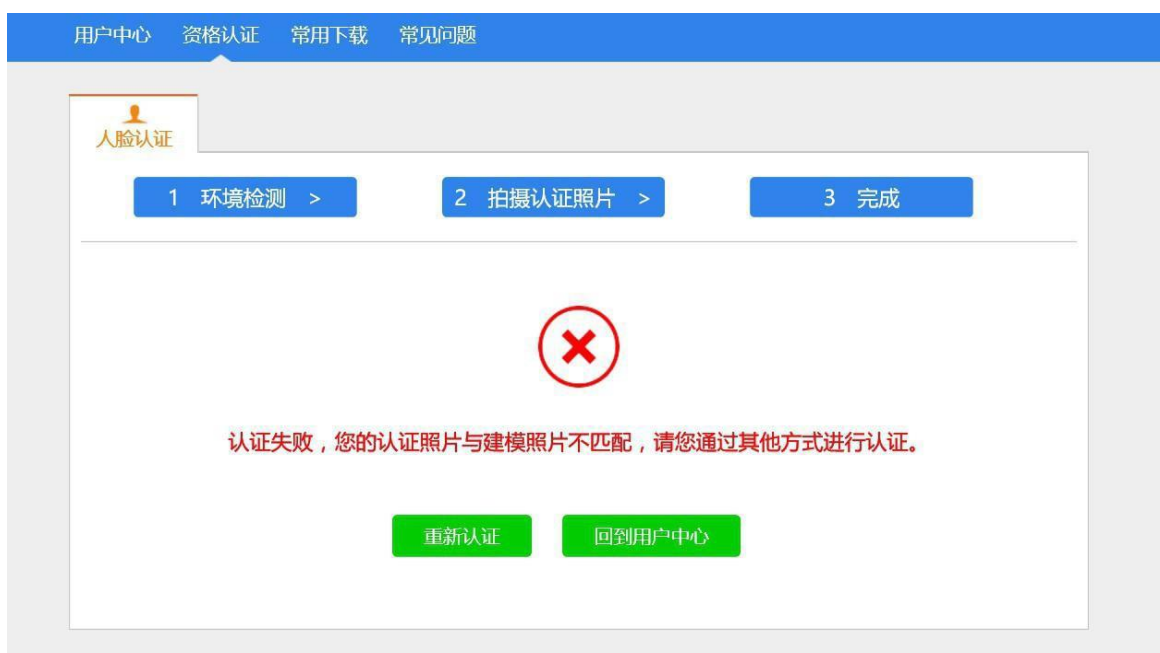 用户中心 资格认证 常用下载 常见问题
人脸认证
1 环境检测 > 2 拍摄认证照片 > 3 完成
认证失败，您的认证照片与建模照片不匹配，请您通过其他方式进行认证。
重新认证 回到用户中心